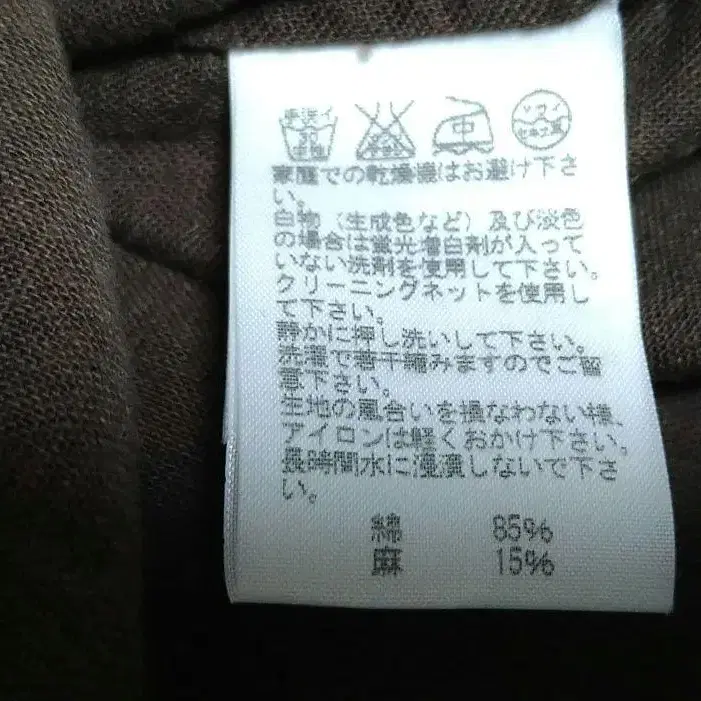 手洗イ 30 中性
エンソ サラシ
中
ドライ セキユ系
家庭での乾燥機はお避け下さ
い。
白物（生成色など）及び淡色
の場合は蛍光増白剤が入って
いない洗剤を使用して下さい。
クリーニングネットを使用し
て下さい。
静かに押し洗いして下さい。
洗濯で若干縮みますのでご留
意下さい。
生地の風合いを損なわない様、
アイロンは軽くおかけ下さい。
長時間水に浸漬しないで下さ
い。
綿 85%
麻 15%